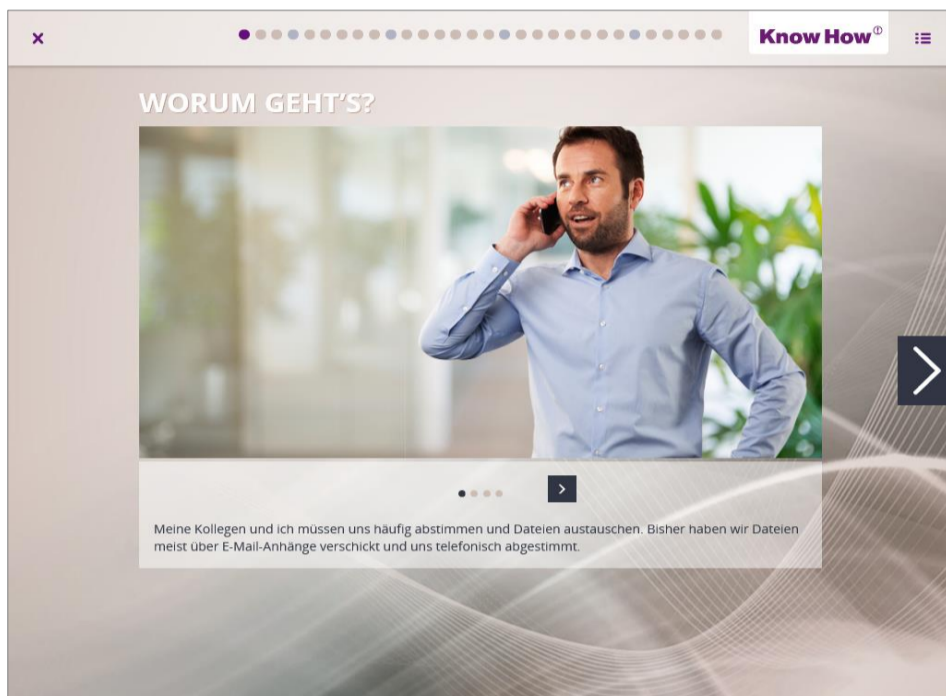 Know How
WORUM GEHT'S?
Meine Kollegen und ich müssen uns häufig abstimmen und Dateien austauschen. Bisher haben wir Dateien
meist über E-Mail-Anhänge verschickt und uns telefonisch abgestimmt.